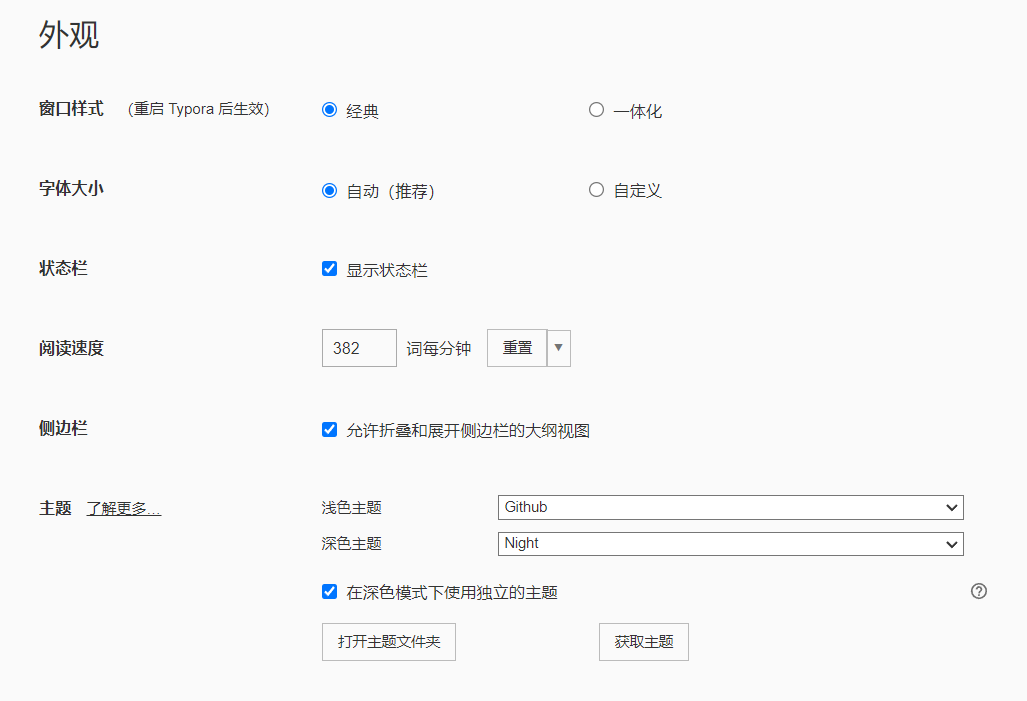 外观
窗口样式 (重启 Typora 后生效) 经典 一体化
字体大小 自动（推荐） 自定义
状态栏 显示状态栏
阅读速度 382 词每分钟 重置
侧边栏 允许折叠和展开侧边栏的大纲视图
主题 了解更多... 浅色主题 Github
深色主题 Night
在深色模式下使用独立的主题
打开主题文件夹 获取主题